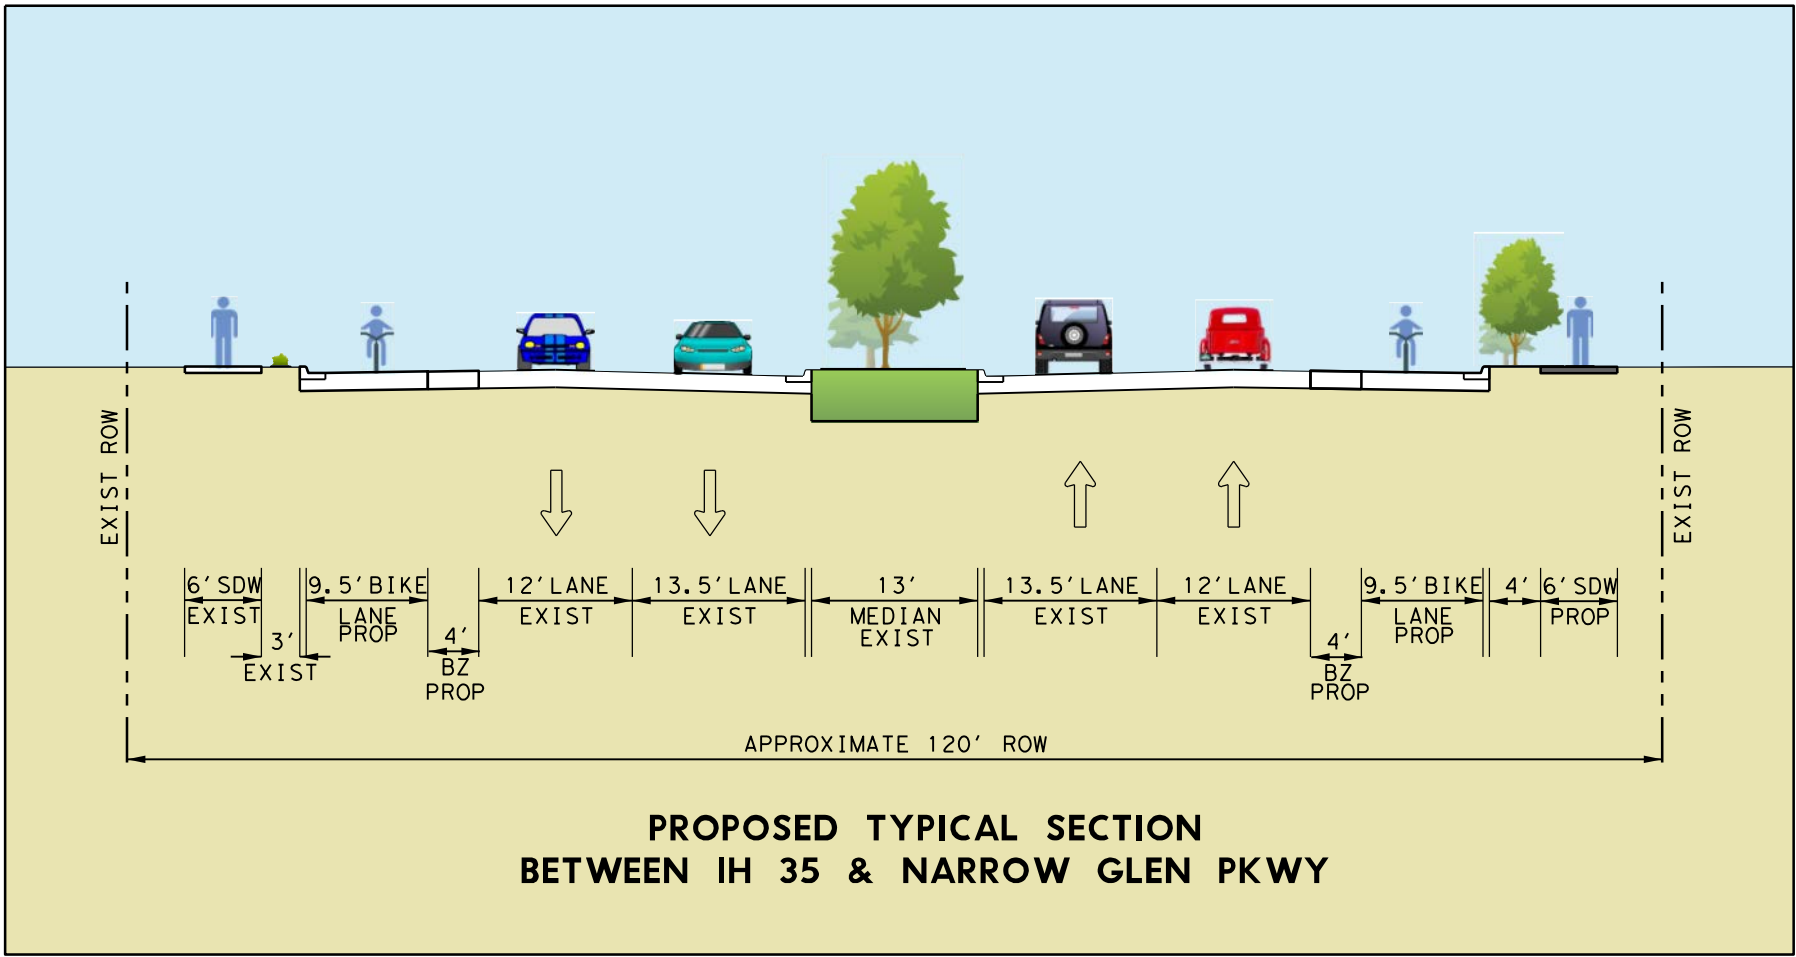 EXIST ROW
EXIST ROW
6' SDW
EXIST
3'
EXIST
9.5' BIKE
LANE
PROP
4'
BZ
PROP
12' LANE
EXIST
13.5' LANE
EXIST
13'
MEDIAN
EXIST
13.5' LANE
EXIST
12' LANE
EXIST
4'
BZ
PROP
9.5' BIKE
LANE
PROP
4'
6' SDW
PROP
APPROXIMATE 120' ROW
PROPOSED TYPICAL SECTION
BETWEEN IH 35 & NARROW GLEN PKWY